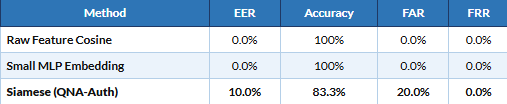 Method EER Accuracy FAR FRR
Raw Feature Cosine 0.0% 100% 0.0% 0.0%
Small MLP Embedding 0.0% 100% 0.0% 0.0%
Siamese (QNA-Auth) 10.0% 83.3% 20.0% 0.0%